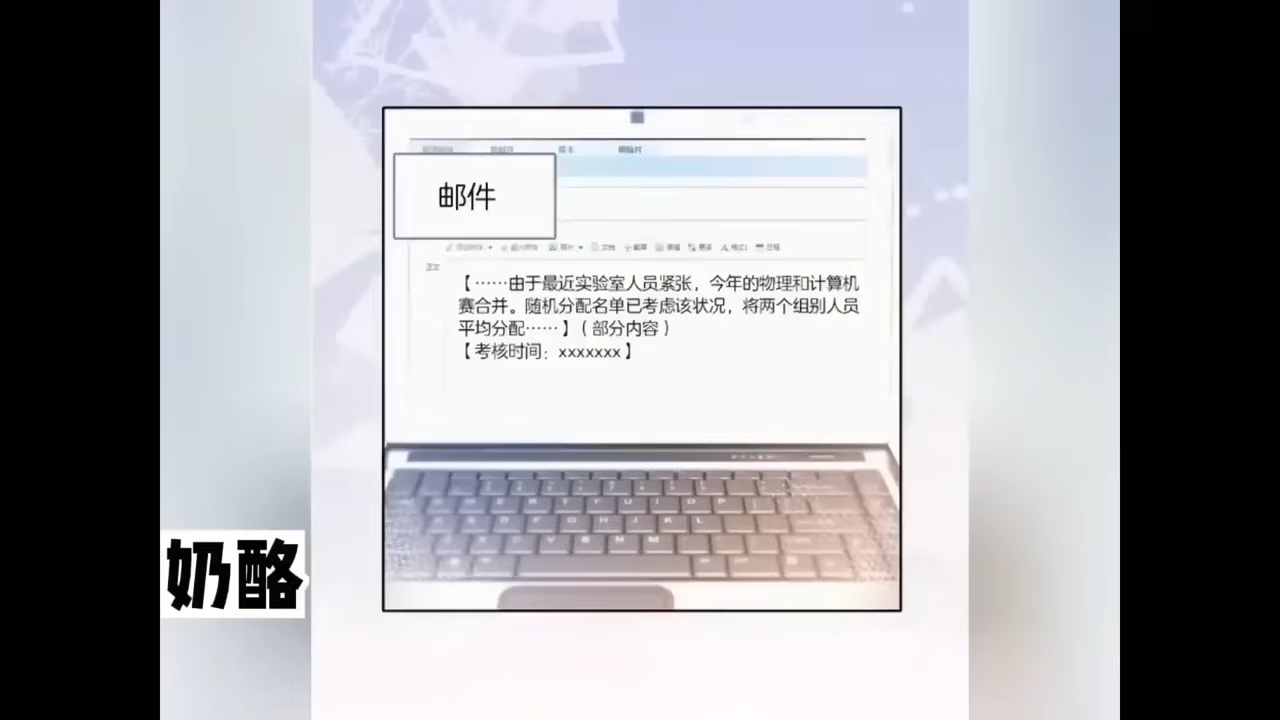 邮件
正文
【……由于最近实验室人员紧张，今年的物理和计算机
赛合并。随机分配名单已考虑该状况，将两个组别人员
平均分配……】（部分内容）
【考核时间：xxxxxxx】
E R T Y U I O P
F G H J K L
X C V B N M
奶酪